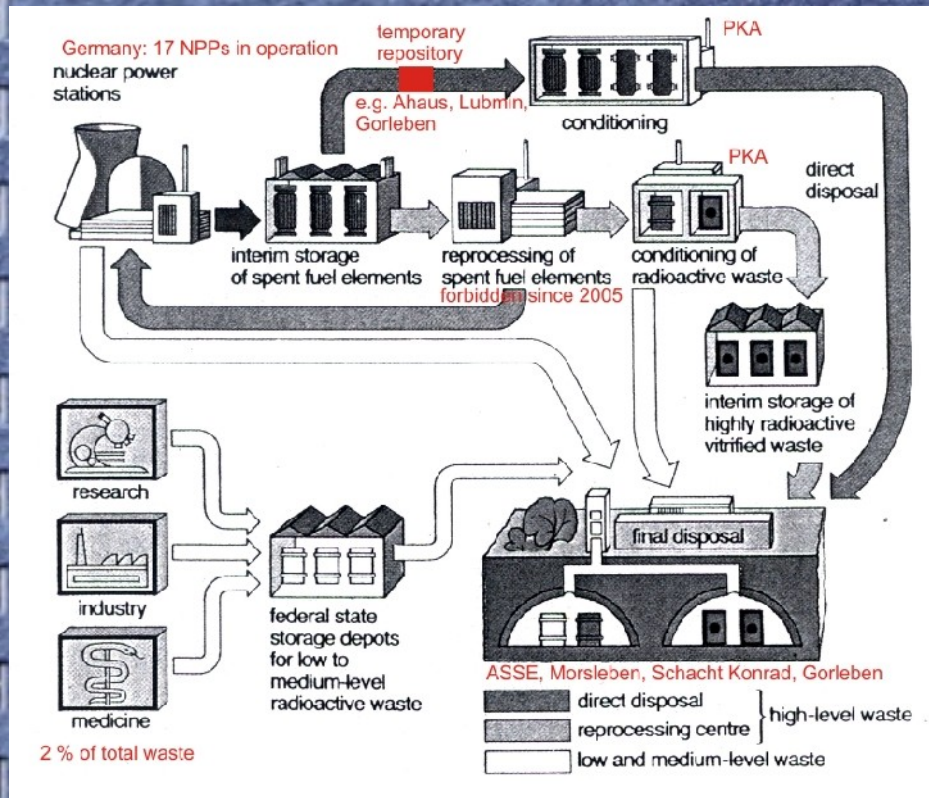 Germany: 17 NPPs in operation
nuclear power
stations
temporary
repository
e.g. Ahaus, Lubmin,
Gorleben
PKA
conditioning
PKA
direct
disposal
interim storage
of spent fuel elements
reprocessing of
spent fuel elements
forbidden since 2005
conditioning of
radioactive waste
interim storage of
highly radioactive
vitrified waste
research
industry
medicine
2 % of total waste
federal state
storage depots
for low to
medium-level
radioactive waste
final disposal
ASSE, Morsleben, Schacht Konrad, Gorleben
direct disposal
reprocessing centre
high-level waste
low and medium-level waste